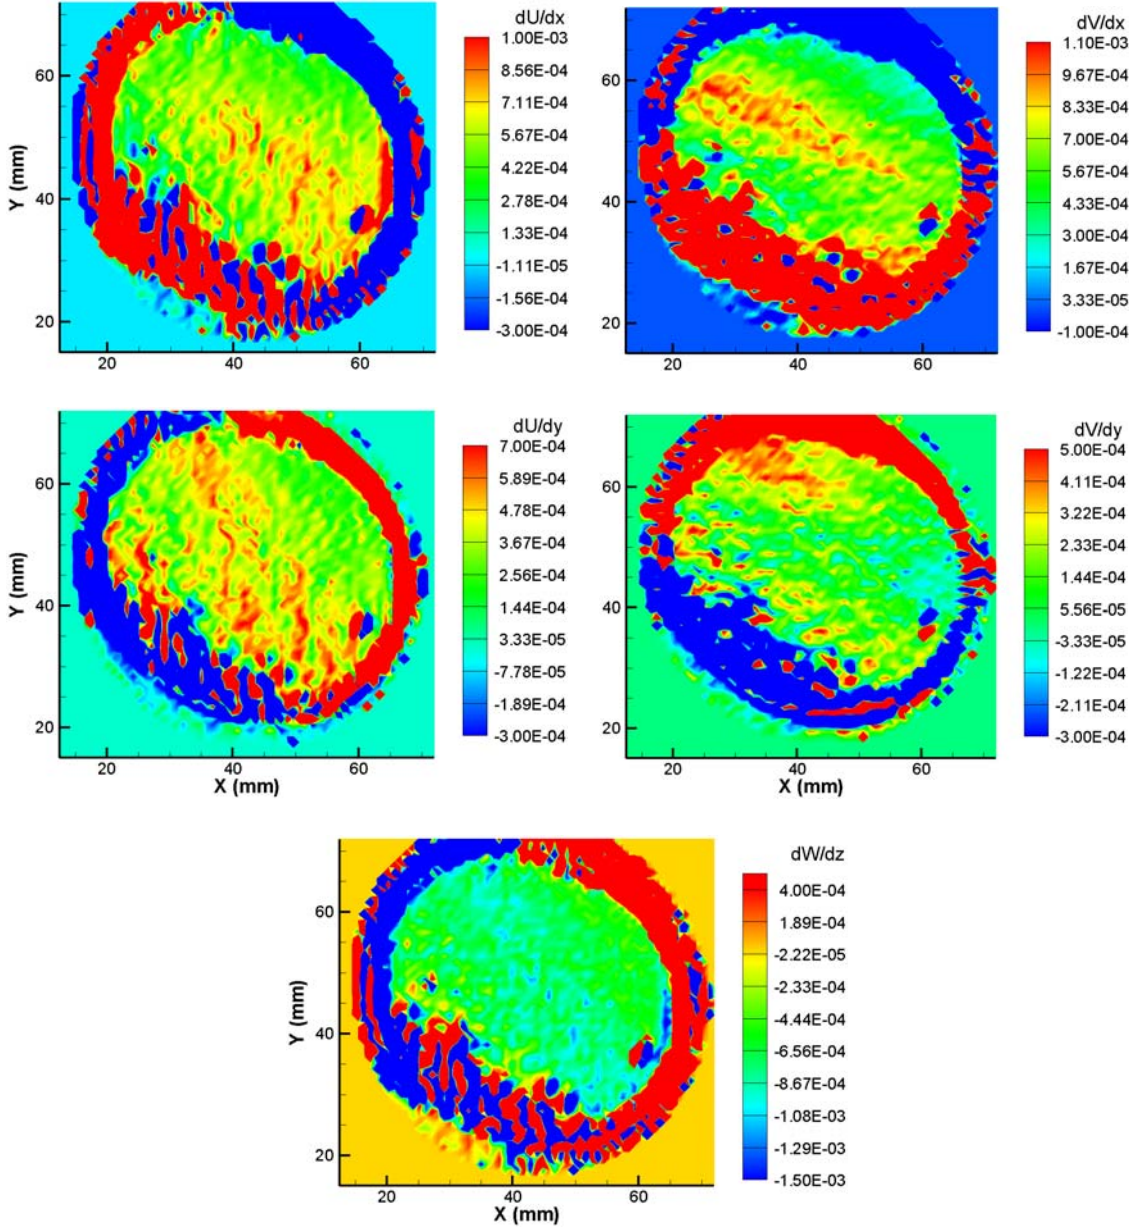 dU/dx
1.00E-03
8.56E-04
7.11E-04
5.67E-04
4.22E-04
2.78E-04
1.33E-04
-1.11E-05
-1.56E-04
-3.00E-04
Y (mm)
60
40
20
20 40 60
dV/dx
1.10E-03
9.67E-04
8.33E-04
7.00E-04
5.67E-04
4.33E-04
3.00E-04
1.67E-04
3.33E-05
-1.00E-04
60
40
20
20 40 60
dU/dy
7.00E-04
5.89E-04
4.78E-04
3.67E-04
2.56E-04
1.44E-04
3.33E-05
-7.78E-05
-1.89E-04
-3.00E-04
Y (mm)
60
40
20
20 40 60
X (mm)
dV/dy
5.00E-04
4.11E-04
3.22E-04
2.33E-04
1.44E-04
5.56E-05
-3.33E-05
-1.22E-04
-2.11E-04
-3.00E-04
60
40
20
20 40 60
X (mm)
dW/dz
4.00E-04
1.89E-04
-2.22E-05
-2.33E-04
-4.44E-04
-6.56E-04
-8.67E-04
-1.08E-03
-1.29E-03
-1.50E-03
Y (mm)
60
40
20
20 40 60
X (mm)